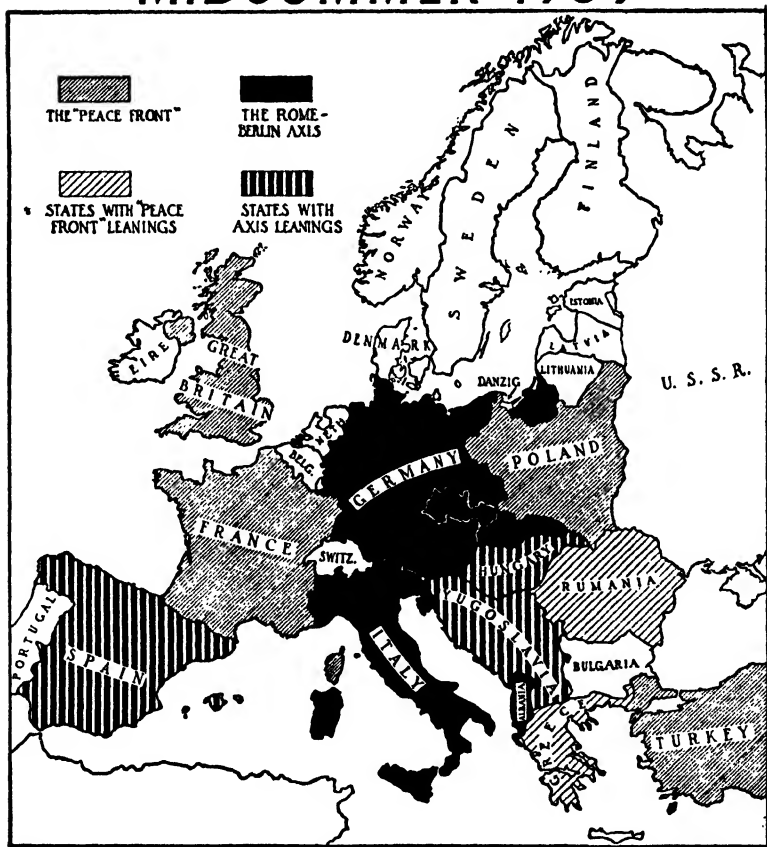 MIDSUMMER 1939
THE "PEACE FRONT"
THE ROME-
BERLIN AXIS
STATES WITH "PEACE
FRONT" LEANINGS
STATES WITH
AXIS LEANINGS
NORWAY
SWEDEN
FINLAND
ESTONIA
LATVIA
LITHUANIA
U. S. S. R.
EIRE
GREAT
BRITAIN
DENMARK
DANZIG
NETH.
BELG.
GERMANY
POLAND
FRANCE
SWITZ.
HUNGRY
RUMANIA
YUGOSLAVIA
ITALY
PORTUGAL
SPAIN
BULGARIA
ALBANIA
GREECE
TURKEY